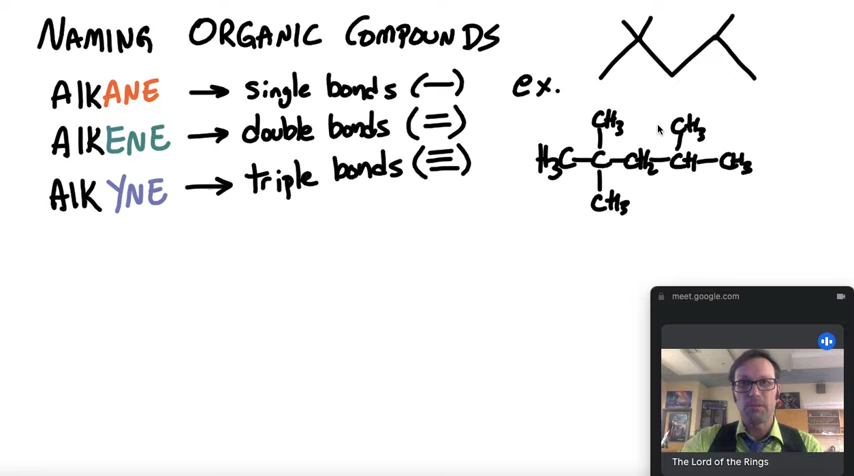 NAMING ORGANIC COMPOUNDS
AlKANE → single bonds (—)
AlKENE → double bonds (=)
AlKYNE → triple bonds (≡)
ex.
CH3 CH3
H3C—C—CH2—CH—CH3
CH3
meet.google.com
The Lord of the Rings